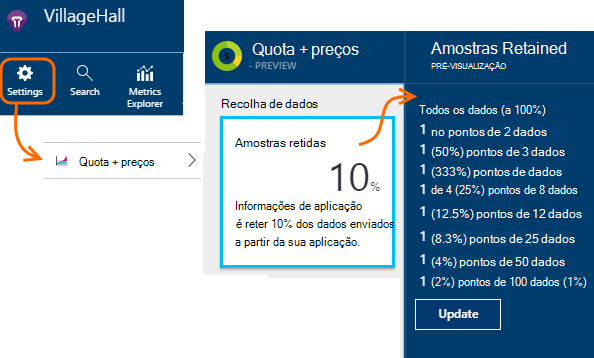 VillageHall
Settings
Search
Metrics
Explorer
Quota + preços
Quota + preços
- PREVIEW
Recolha de dados
Amostras retidas
10%
Informações de aplicação
é reter 10% dos dados enviados
a partir da sua aplicação.
Amostras Retained
PRÉ-VISUALIZAÇÃO
Todos os dados (a 100%)
1 no pontos de 2 dados
1 (50%) pontos de 3 dados
1 (333%) pontos de dados
1 de 4 (25%) pontos de 8 dados
1 (12.5%) pontos de 12 dados
1 (8.3%) pontos de 25 dados
1 (4%) pontos de 50 dados
1 (2%) pontos de 100 dados (1%)
Update